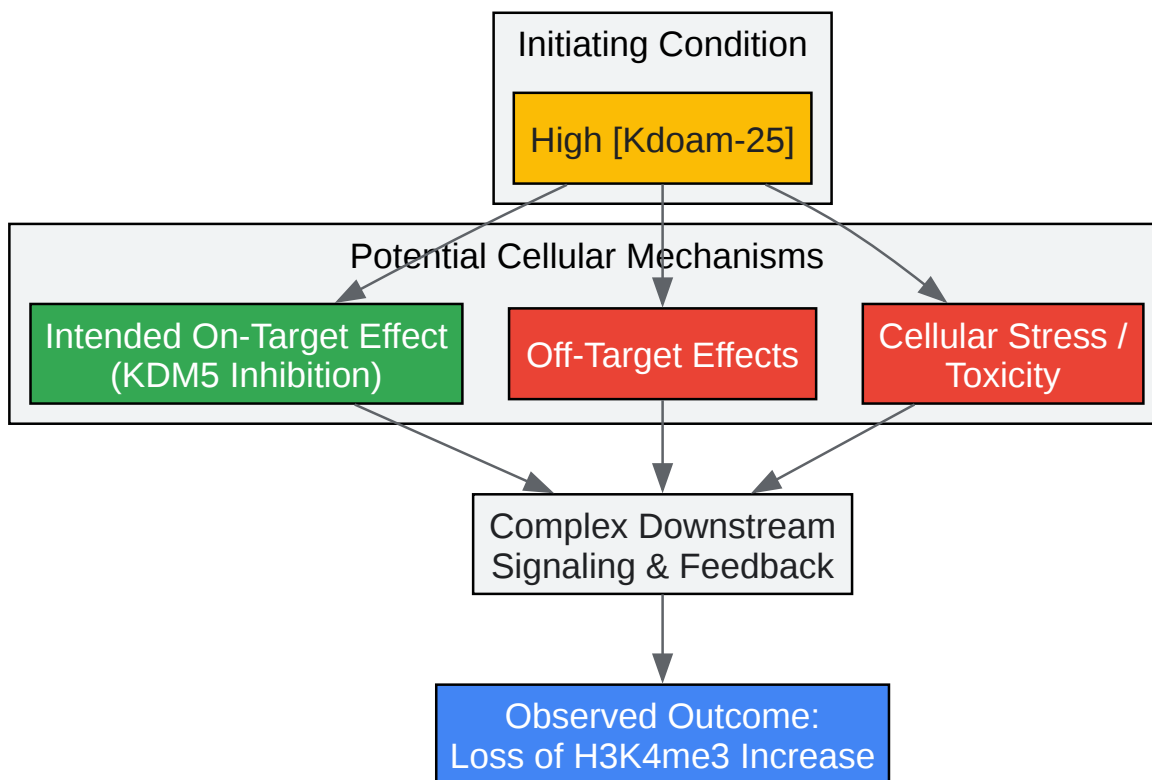 Initiating Condition
High [Kdoam-25]
Potential Cellular Mechanisms
Intended On-Target Effect
(KDM5 Inhibition)
Off-Target Effects
Cellular Stress /
Toxicity
Complex Downstream
Signaling & Feedback
Observed Outcome:
Loss of H3K4me3 Increase